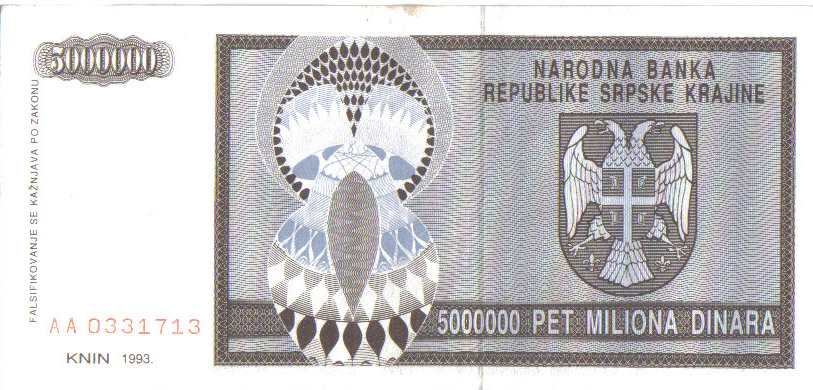 5000000
NARODNA BANKA
REPUBLIKE SRPSKE KRAJINE
FALSIFIKOVANJE SE KAŽNJAVA PO ZAKONU
5000000 PET MILIONA DINARA
AA 0331713
KNIN 1993.